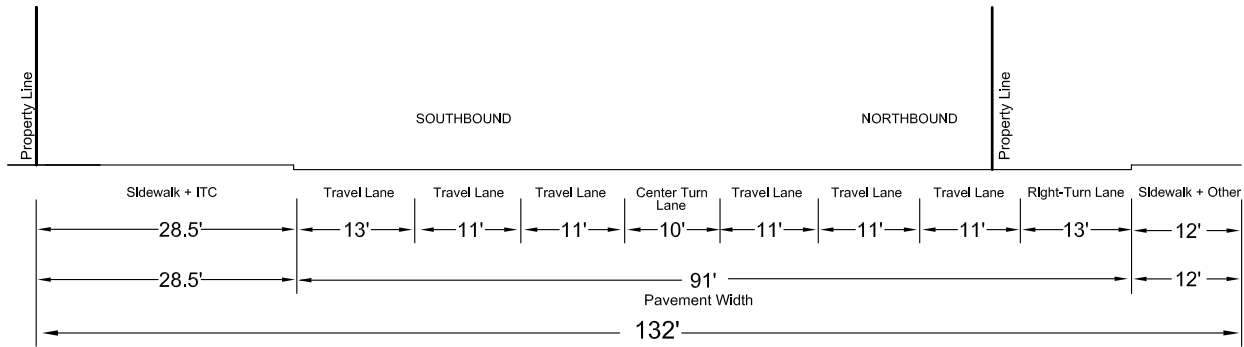 Property Line
Property Line
SOUTHBOUND
NORTHBOUND
Sidewalk + ITC
Travel Lane
Travel Lane
Travel Lane
Center Turn
Lane
Travel Lane
Travel Lane
Travel Lane
Right-Turn Lane
Sidewalk + Other
28.5'
13'
11'
11'
10'
11'
11'
11'
13'
12'
28.5'
91'
12'
Pavement Width
132'